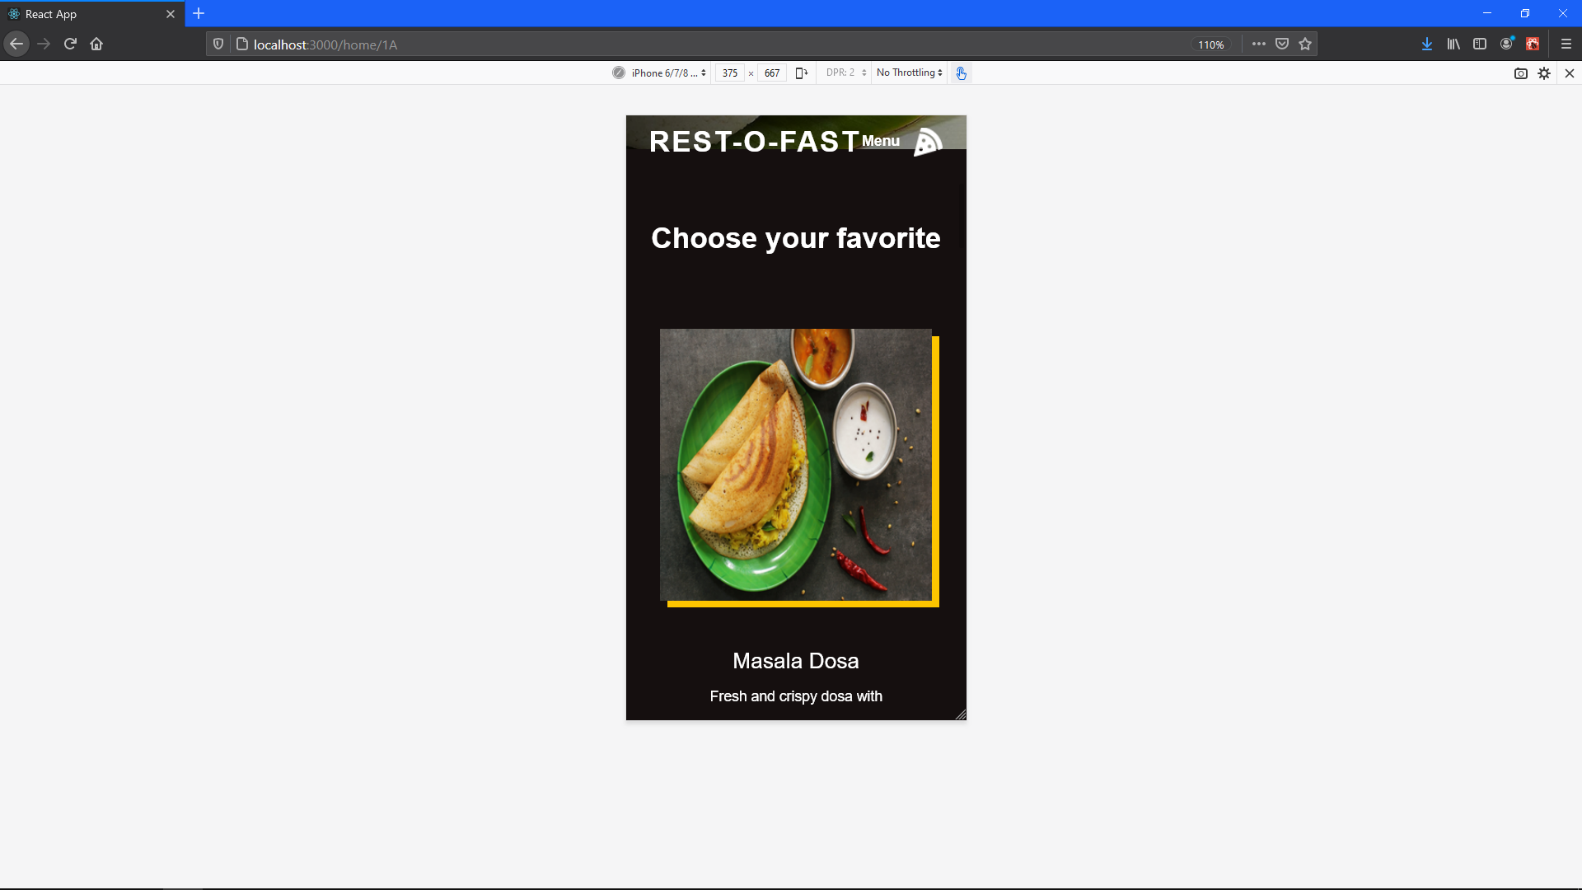 React App
localhost:3000/home/1A
110%
iPhone 6/7/8 ...
375 × 667
DPR: 2
No Throttling
REST-O-FAST
Menu
Choose your favorite
Masala Dosa
Fresh and crispy dosa with